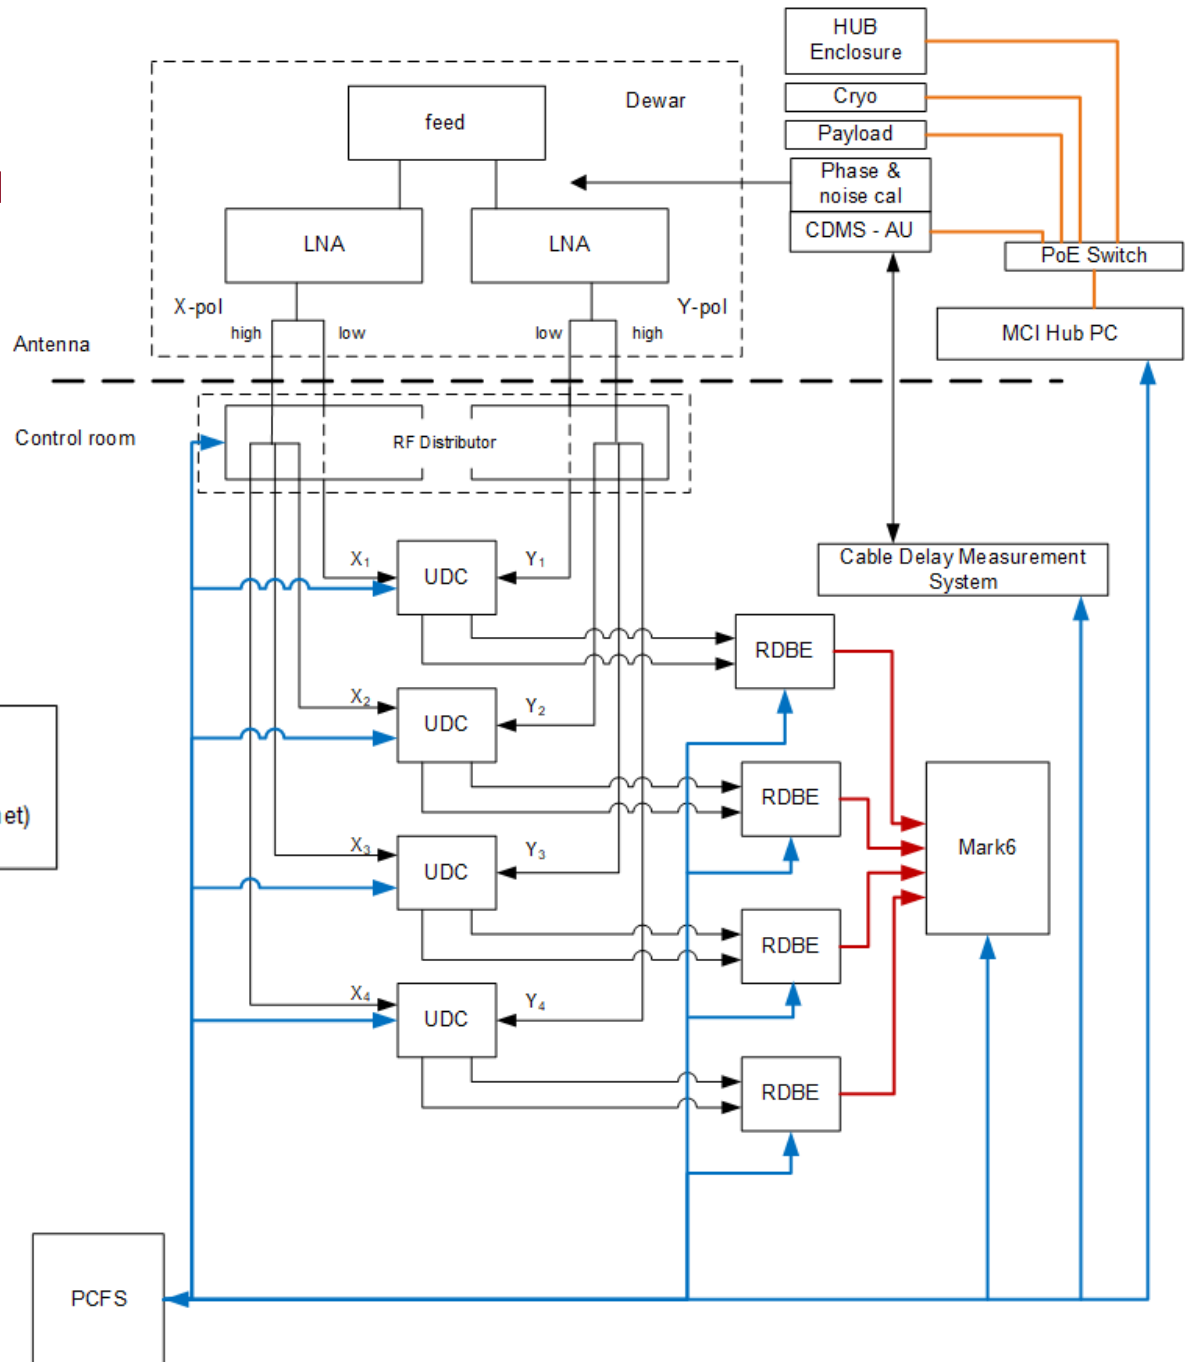 HUB
Enclosure
Cryo
Payload
Phase &
noise cal
CDMS - AU
PoE Switch
MCI Hub PC
Dewar
feed
LNA
LNA
X-pol
Y-pol
high
low
low
high
Antenna
Control room
RF Distributor
Cable Delay Measurement
System
X1
UDC
Y1
RDBE
X2
UDC
Y2
RDBE
Mark6
X3
UDC
Y3
RDBE
X4
UDC
Y4
RDBE
et)
PCFS